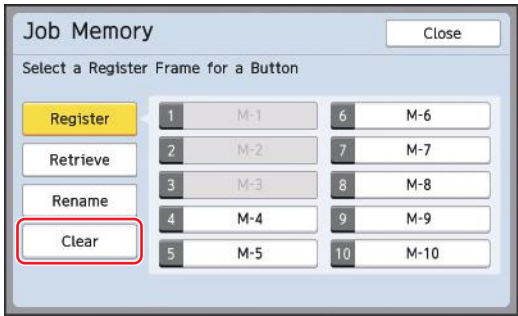 Job Memory
Close
Select a Register Frame for a Button
Register
Retrieve
Rename
Clear
1 M-1
2 M-2
3 M-3
4 M-4
5 M-5
6 M-6
7 M-7
8 M-8
9 M-9
10 M-10